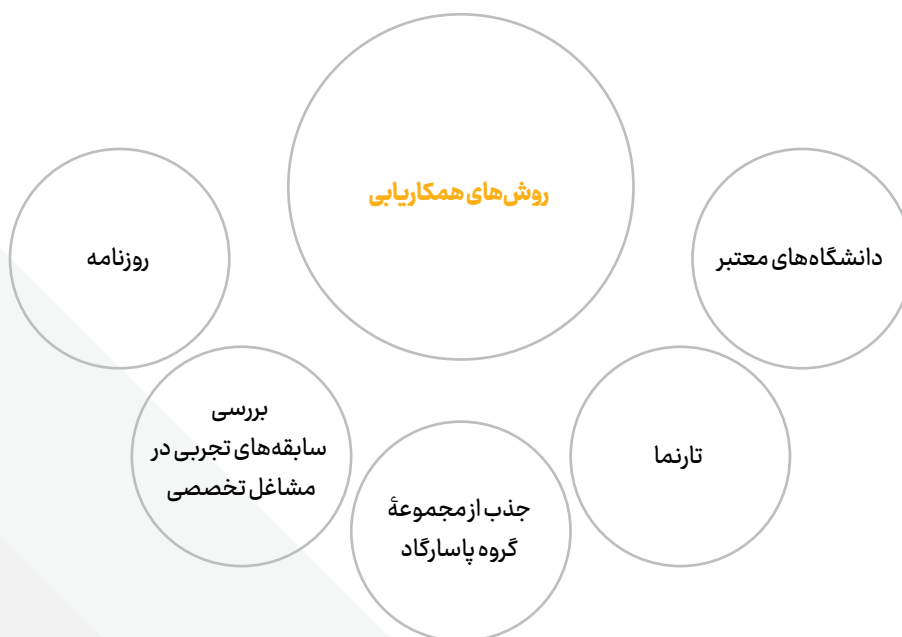 روش‌های همکاریابی
دانشگاه‌های معتبر
تارنما
جذب از مجموعهٔ
گروه پاسارگاد
بررسی
سابقه‌های تجربی در
مشاغل تخصصی
روزنامه